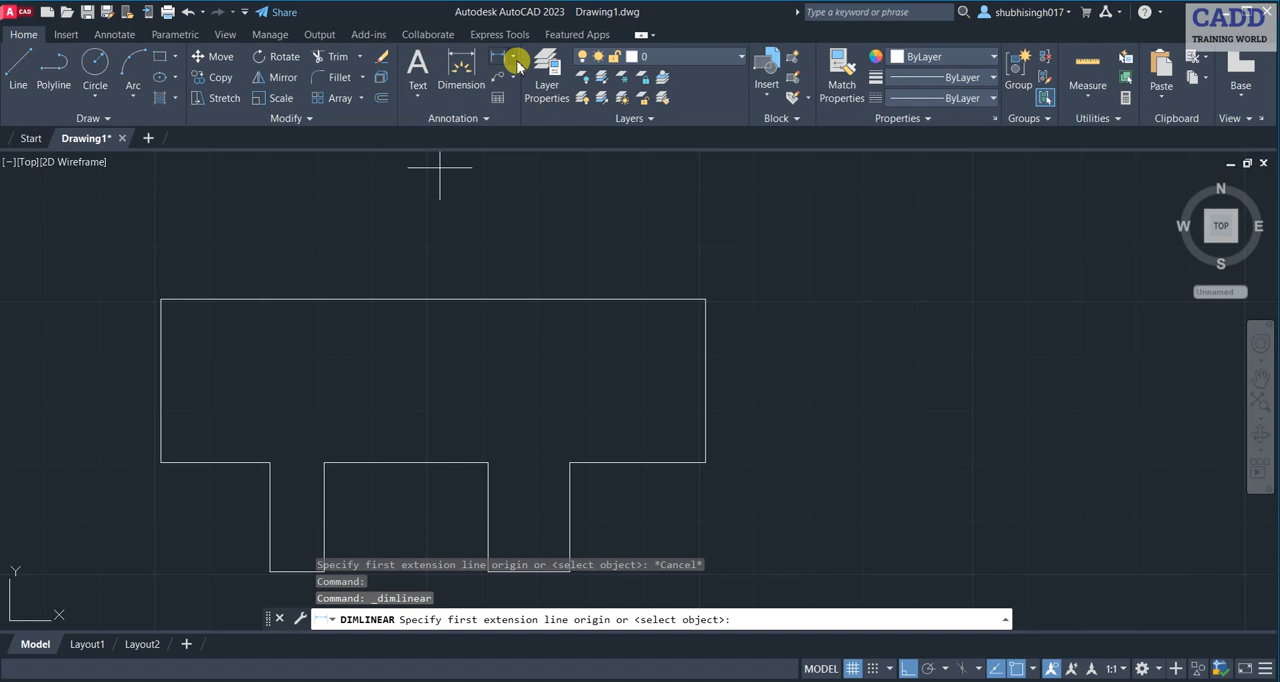 CAD
Share
Autodesk AutoCAD 2023 Drawing1.dwg
Type a keyword or phrase
shubhisingh017
CADD
TRAINING WORLD
Home Insert Annotate Parametric View Manage Output Add-ins Collaborate Express Tools Featured Apps
Line Polyline Circle Arc
Move Rotate Trim
Copy Mirror Fillet
Stretch Scale Array
Text Dimension
Layer Properties
0
Insert
Match Properties
ByLayer
ByLayer
ByLayer
Group
Measure
Paste
Base
Draw Modify Annotation Layers Block Properties Groups Utilities Clipboard View
Start Drawing1*
[−][Top][2D Wireframe]
N
W TOP E
S
Unnamed
Specify first extension line origin or <select object>: *Cancel*
Command:
Command: _dimlinear
Y
X
DIMLINEAR Specify first extension line origin or <select object>:
Model Layout1 Layout2
MODEL 1:1